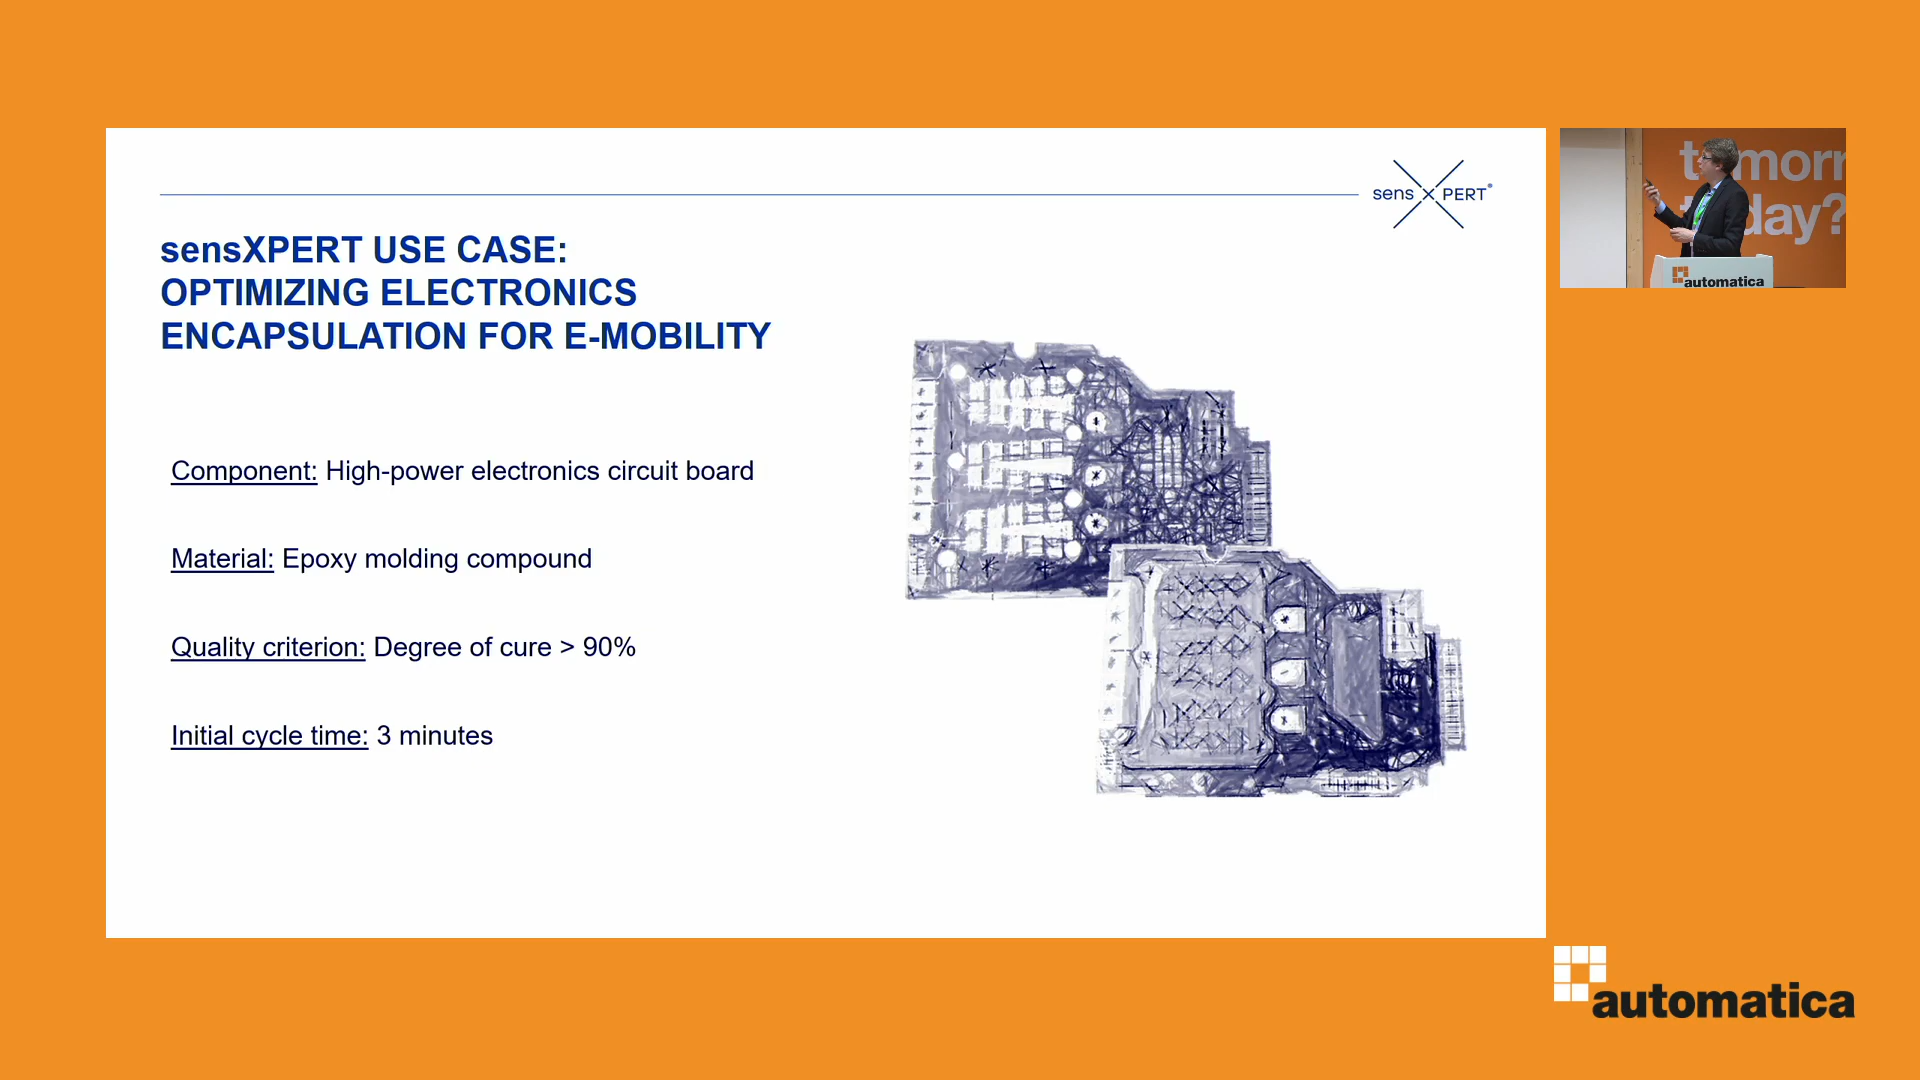 sensXPERT®
sensXPERT USE CASE:
OPTIMIZING ELECTRONICS
ENCAPSULATION FOR E-MOBILITY
Component: High-power electronics circuit board
Material: Epoxy molding compound
Quality criterion: Degree of cure > 90%
Initial cycle time: 3 minutes
automatica
automatica